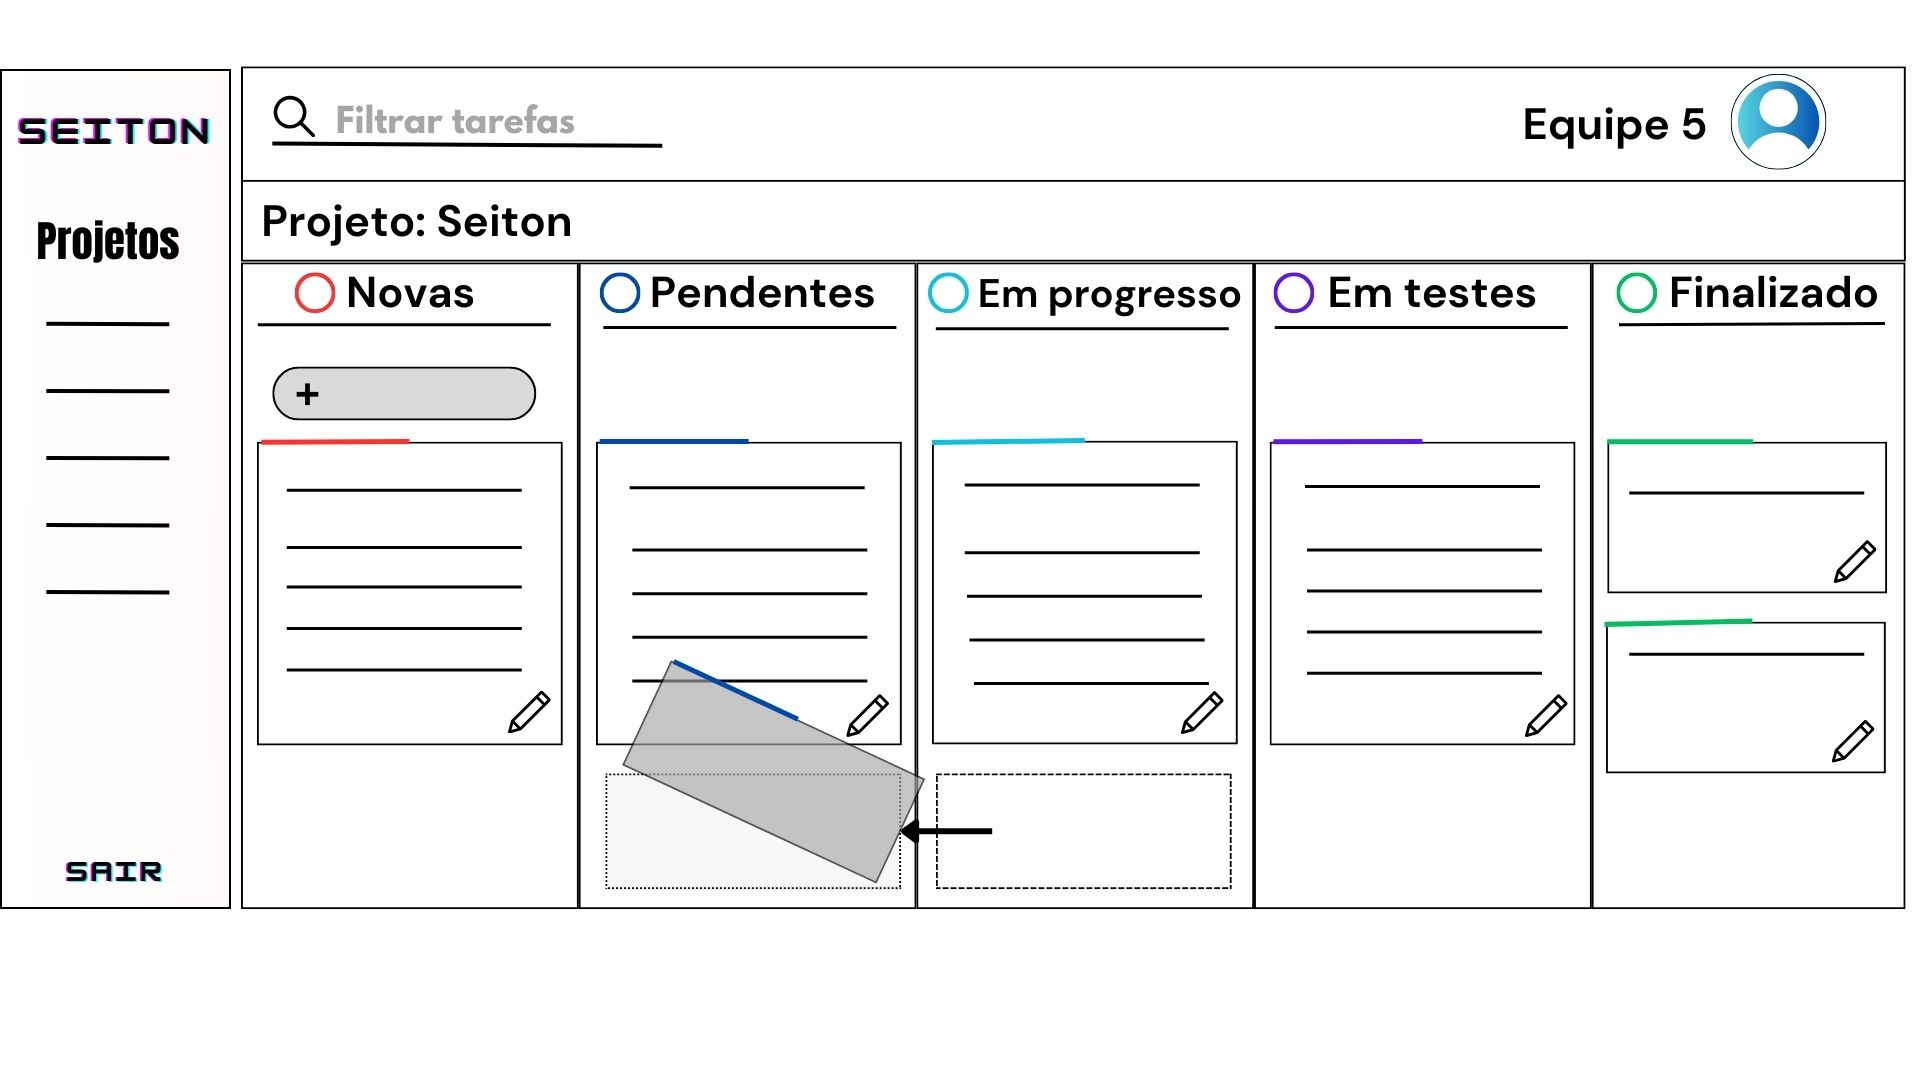 SEITON
Projetos
SAIR
Filtrar tarefas
Equipe 5
Projeto: Seiton
Novas
Pendentes
Em progresso
Em testes
Finalizado
+